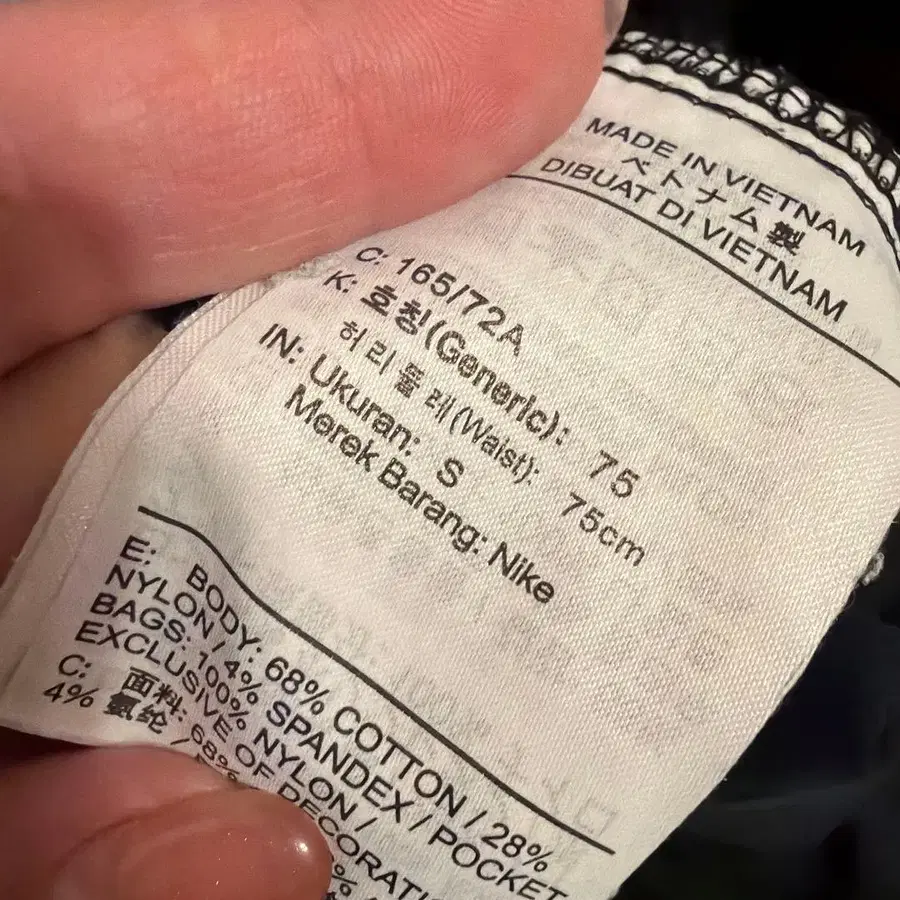 MADE IN VIETNAM
ベトナム製
DIBUAT DI VIETNAM
C: 165/72A
K: 호칭(Generic): 75
허리둘레(Waist): 75cm
IN: Ukuran: S
Merek Barang: Nike
E: BODY: 68% COTTON / 28%
NYLON / 4% SPANDEX / POCKET
BAGS: 100% NYLON /
EXCLUSIVE OF DECORATI
C: 面料: 68%
4% 氨纶 /